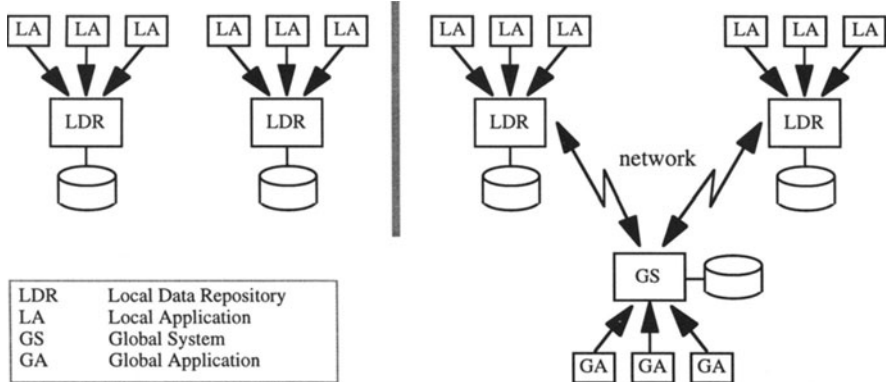 LA LA LA LA LA LA LA LA LA LA LA LA
LDR LDR LDR LDR
network
GS
LDR Local Data Repository
LA Local Application
GS Global System
GA Global Application
GA GA GA